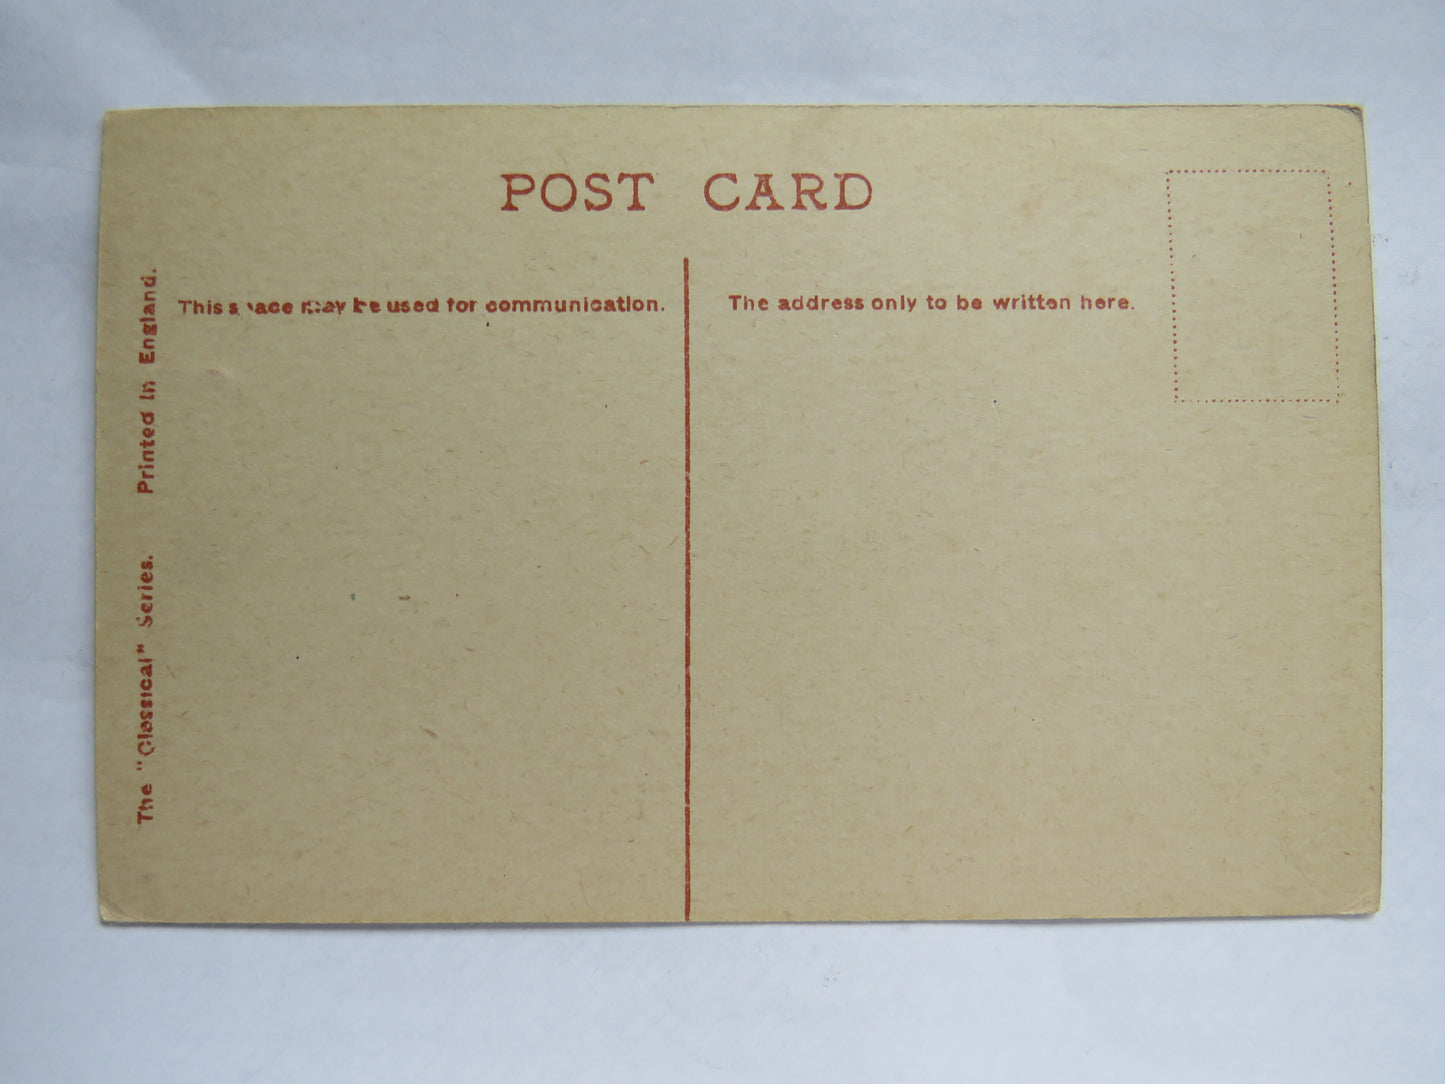 POST CARD
This space may be used for communication.
The address only to be written here.
The "Classical" Series. Printed in England.